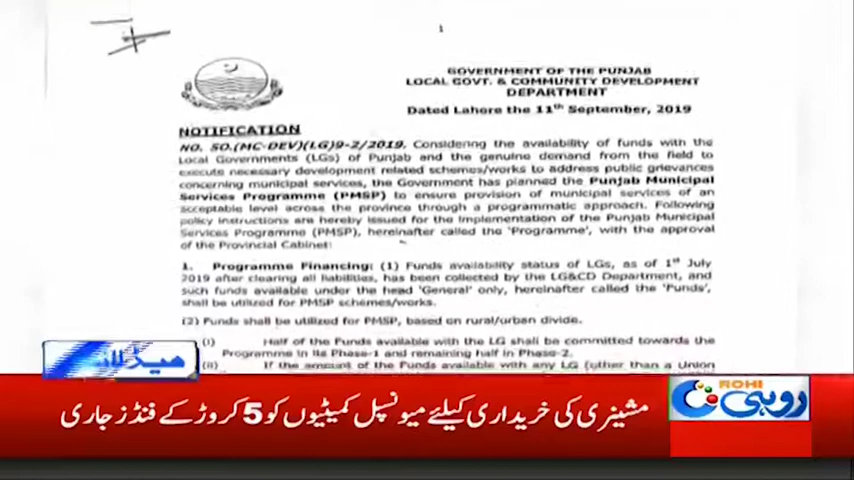 1
GOVERNMENT OF THE PUNJAB
LOCAL GOVT. & COMMUNITY DEVELOPMENT
DEPARTMENT
Dated Lahore the 11th September, 2019
NOTIFICATION
NO. SO.(MC-DEV)(LG)9-2/2019. Considering the availability of funds with the
Local Governments (LGs) of Punjab and the genuine demand from the field to
execute necessary development related schemes/works to address public grievances
concerning municipal services, the Government has planned the Punjab Municipal
Services Programme (PMSP) to ensure provision of municipal services of an
acceptable level across the province through a programmatic approach. Following
policy instructions are hereby issued for the implementation of the Punjab Municipal
Services Programme (PMSP), hereinafter called the 'Programme', with the approval
of the Provincial Cabinet:
1. Programme Financing: (1) Funds availability status of LGs, as of 1st July
2019 after clearing all liabilities, has been collected by the LG&CD Department, and
such funds available under the head 'General' only, hereinafter called the 'Funds',
shall be utilized for PMSP schemes/works.
(2) Funds shall be utilized for PMSP, based on rural/urban divide.
(i) Half of the Funds available with the LG shall be committed towards the
Programme in its Phase-1 and remaining half in Phase-2.
(ii) If the amount of the Funds available with any LG (other than a Union
ہیڈ لائنز
ROHI
روہی
مشینری کی خریداری کیلئے میونسپل کمیٹیوں کو 5 کروڑ کے فنڈز جاری